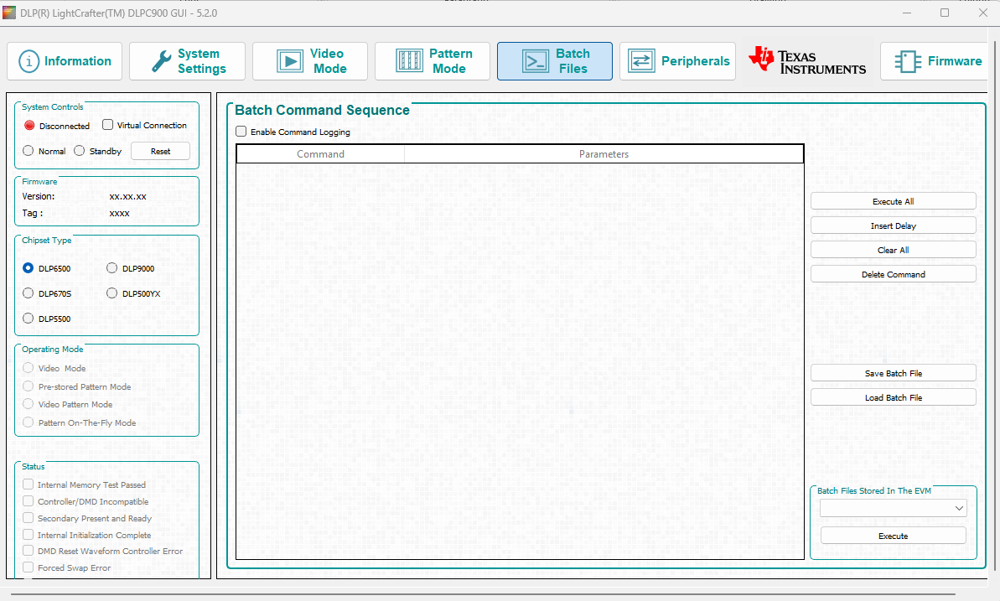 DLP(R) LightCrafter(TM) DLPC900 GUI - 5.2.0
Information
System
Settings
Video
Mode
Pattern
Mode
Batch
Files
Peripherals
TEXAS
INSTRUMENTS
Firmware
System Controls
Disconnected
Virtual Connection
Normal
Standby
Reset
Firmware
Version: xx.xx.xx
Tag : xxxx
Chipset Type
DLP6500
DLP9000
DLP670S
DLP500YX
DLP5500
Operating Mode
Video Mode
Pre-stored Pattern Mode
Video Pattern Mode
Pattern On-The-Fly Mode
Status
Internal Memory Test Passed
Controller/DMD Incompatible
Secondary Present and Ready
Internal Initialization Complete
DMD Reset Waveform Controller Error
Forced Swap Error
Batch Command Sequence
Enable Command Logging
Command Parameters
Execute All
Insert Delay
Clear All
Delete Command
Save Batch File
Load Batch File
Batch Files Stored In The EVM
Execute